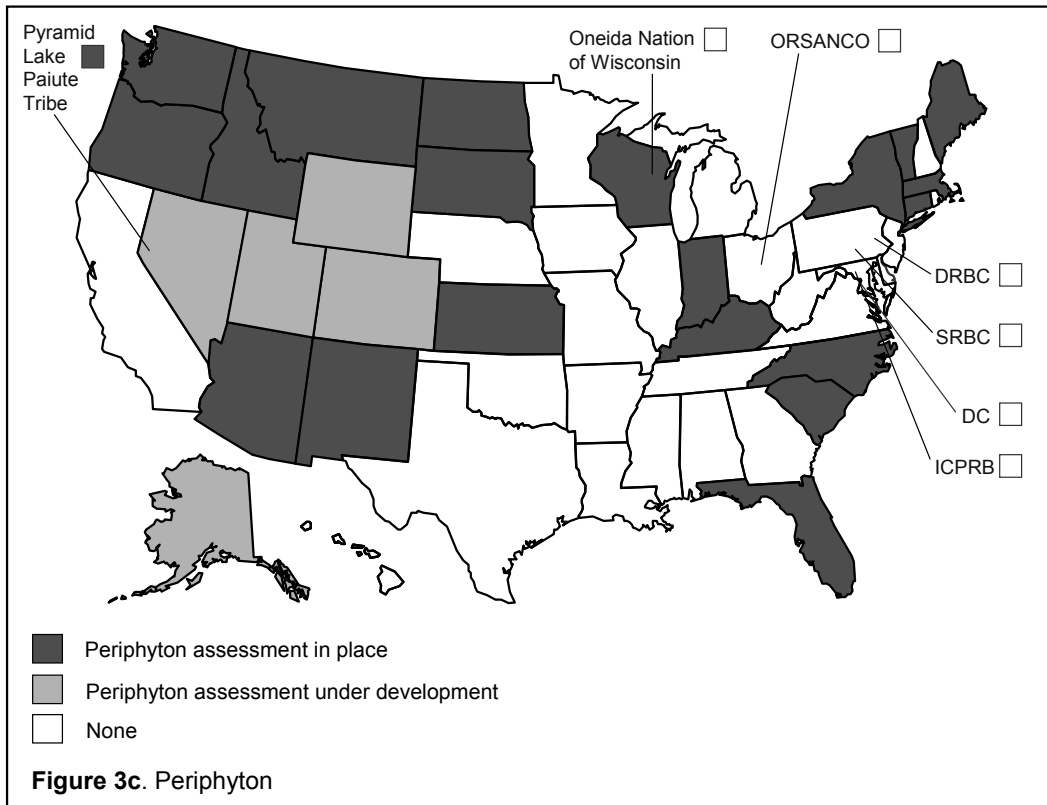 Pyramid
Lake
Paiute
Tribe
Oneida Nation
of Wisconsin
ORSANCO
DRBC
SRBC
DC
ICPRB
Periphyton assessment in place
Periphyton assessment under development
None
Figure 3c. Periphyton